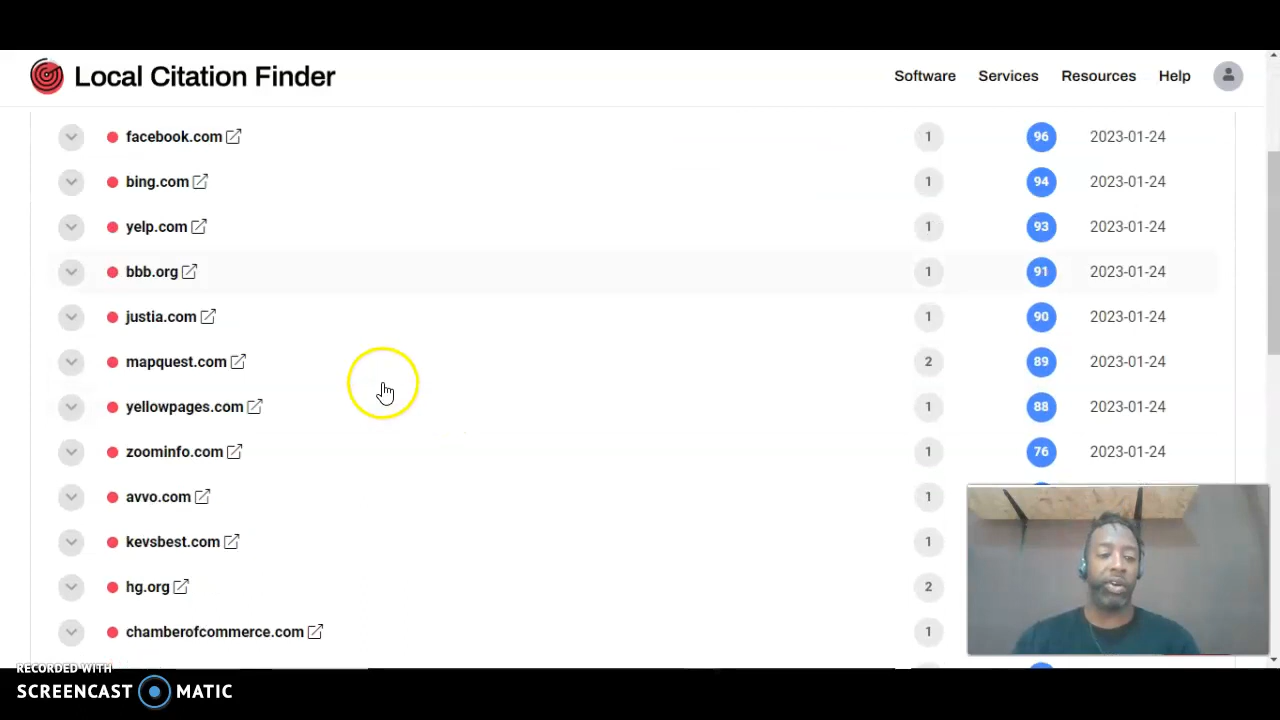 Local Citation Finder Software Services Resources Help
facebook.com 1 96 2023-01-24
bing.com 1 94 2023-01-24
yelp.com 1 93 2023-01-24
bbb.org 1 91 2023-01-24
justia.com 1 90 2023-01-24
mapquest.com 2 89 2023-01-24
yellowpages.com 1 88 2023-01-24
zoominfo.com 1 76 2023-01-24
avvo.com 1
kevsbest.com 1
hg.org 2
chamberofcommerce.com 1
RECORDED WITH
SCREENCAST MATIC